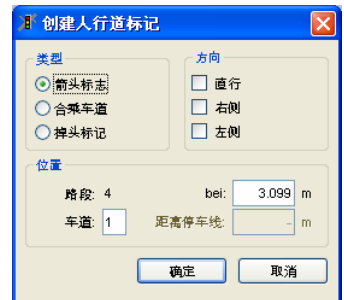 创建人行道标记
类型
方向
箭头标志
直行
合乘车道
右侧
掉头标记
左侧
位置
路段: 4
bei: 3.099 m
车道: 1
距离停车线: - m
确定
取消